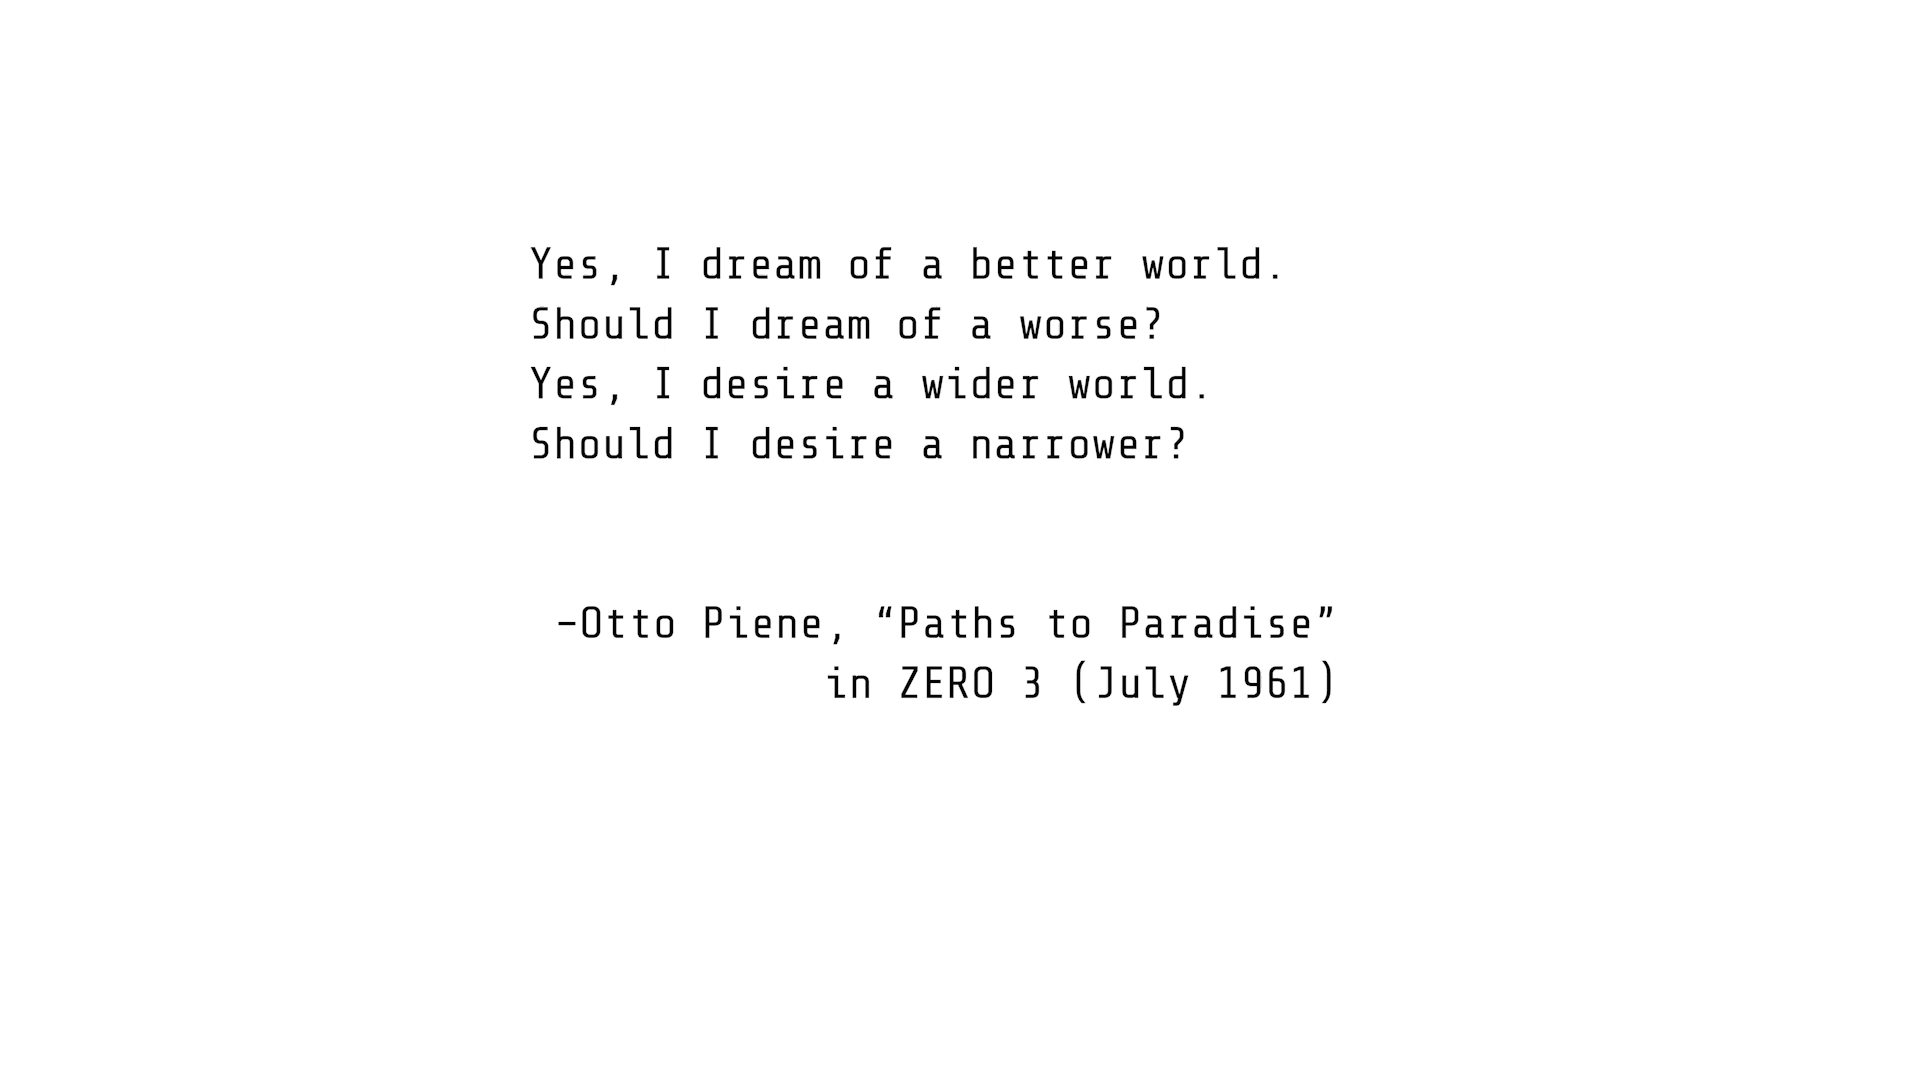 Yes, I dream of a better world.
Should I dream of a worse?
Yes, I desire a wider world.
Should I desire a narrower?
–Otto Piene, “Paths to Paradise”
in ZERO 3 (July 1961)